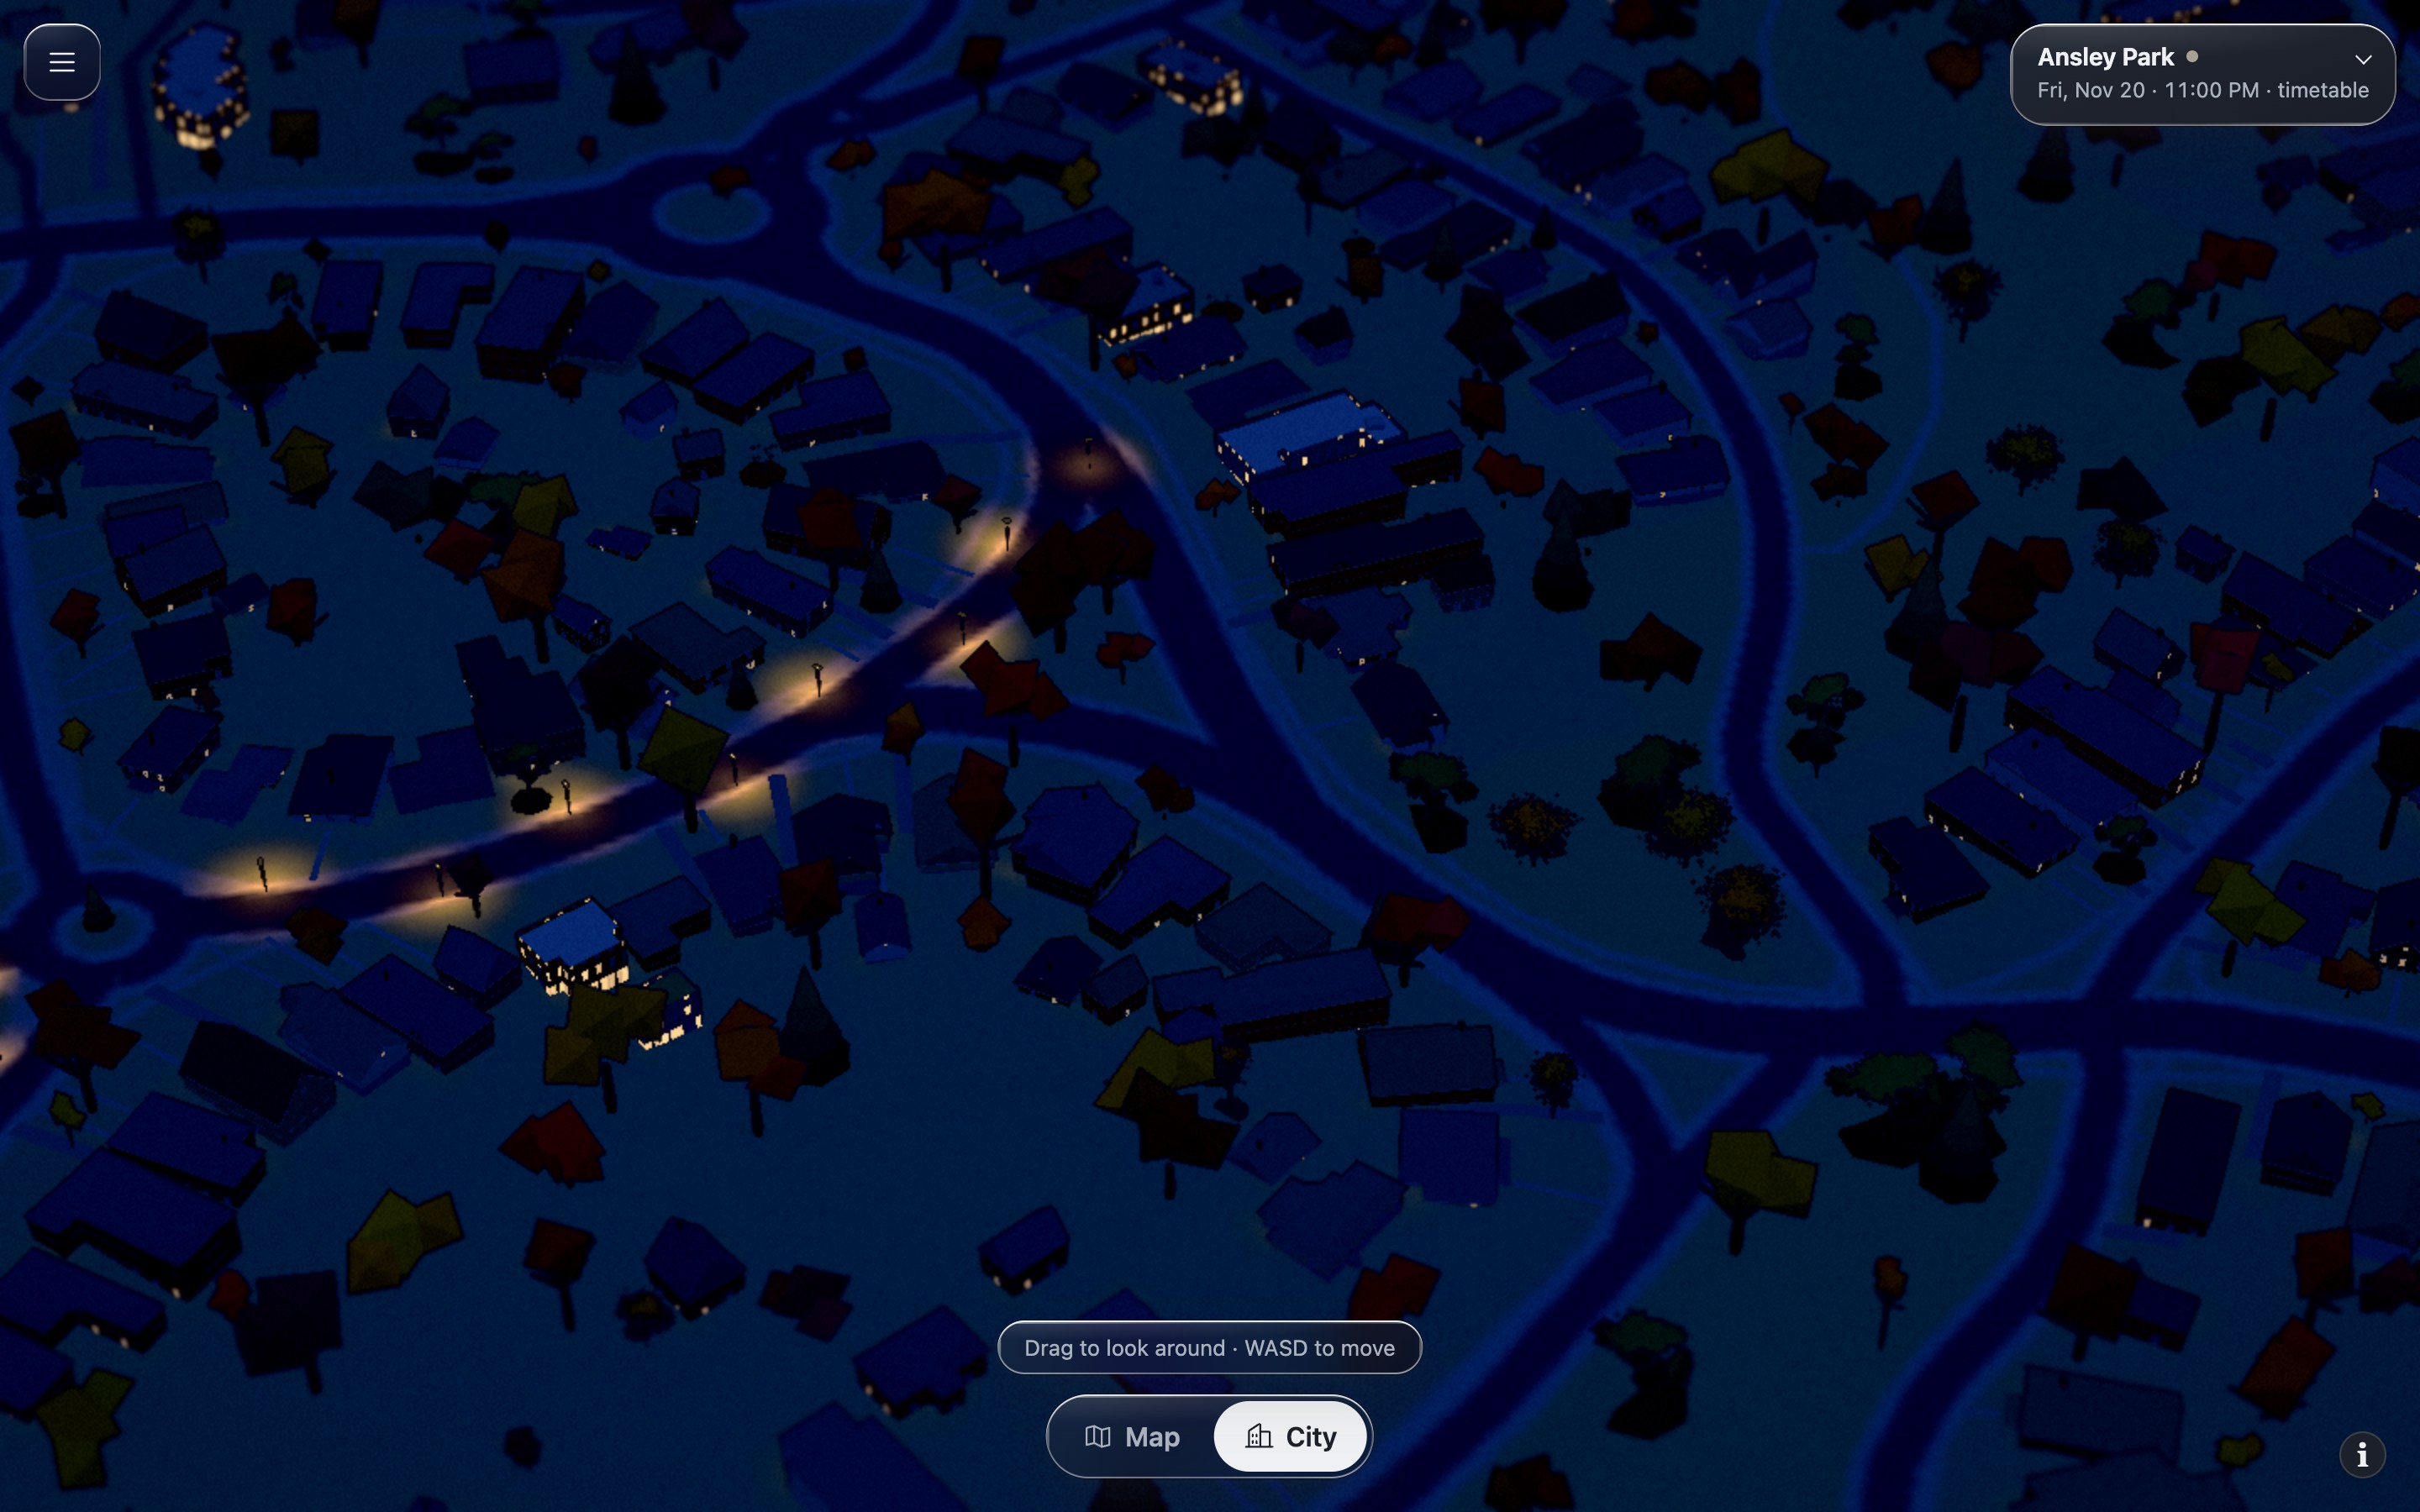 Ansley Park
Fri, Nov 20 · 11:00 PM · timetable
Drag to look around · WASD to move
Map
City
i